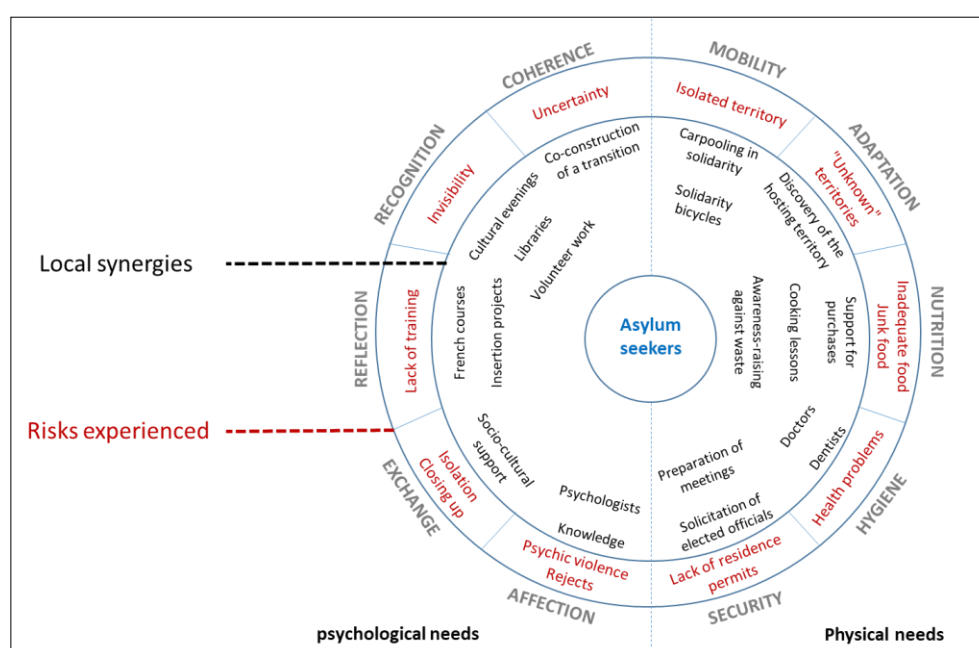 COHERENCE
MOBILITY
Uncertainty
Isolated territory
RECOGNITION
ADAPTATION
Invisibility
"Unknown"
territories
Co-construction
of a transition
Carpooling in
solidarity
Cultural evenings
Libraries
Volunteer work
Solidarity
bicycles
Discovery of the
hosting territory
Local synergies
REFLECTION
Lack of training
French courses
Insertion projects
Asylum
seekers
Awareness-raising
against waste
Cooking lessons
Support for
purchases
Inadequate food
Junk food
NUTRITION
Risks experienced
EXCHANGE
Isolation
Closing up
Socio-cultural
support
Psychologists
Knowledge
Preparation of
meetings
Solicitation of
elected officials
Doctors
Dentists
Health problems
HYGIENE
Psychic violence
Rejects
Lack of residence
permits
AFFECTION
SECURITY
psychological needs
Physical needs